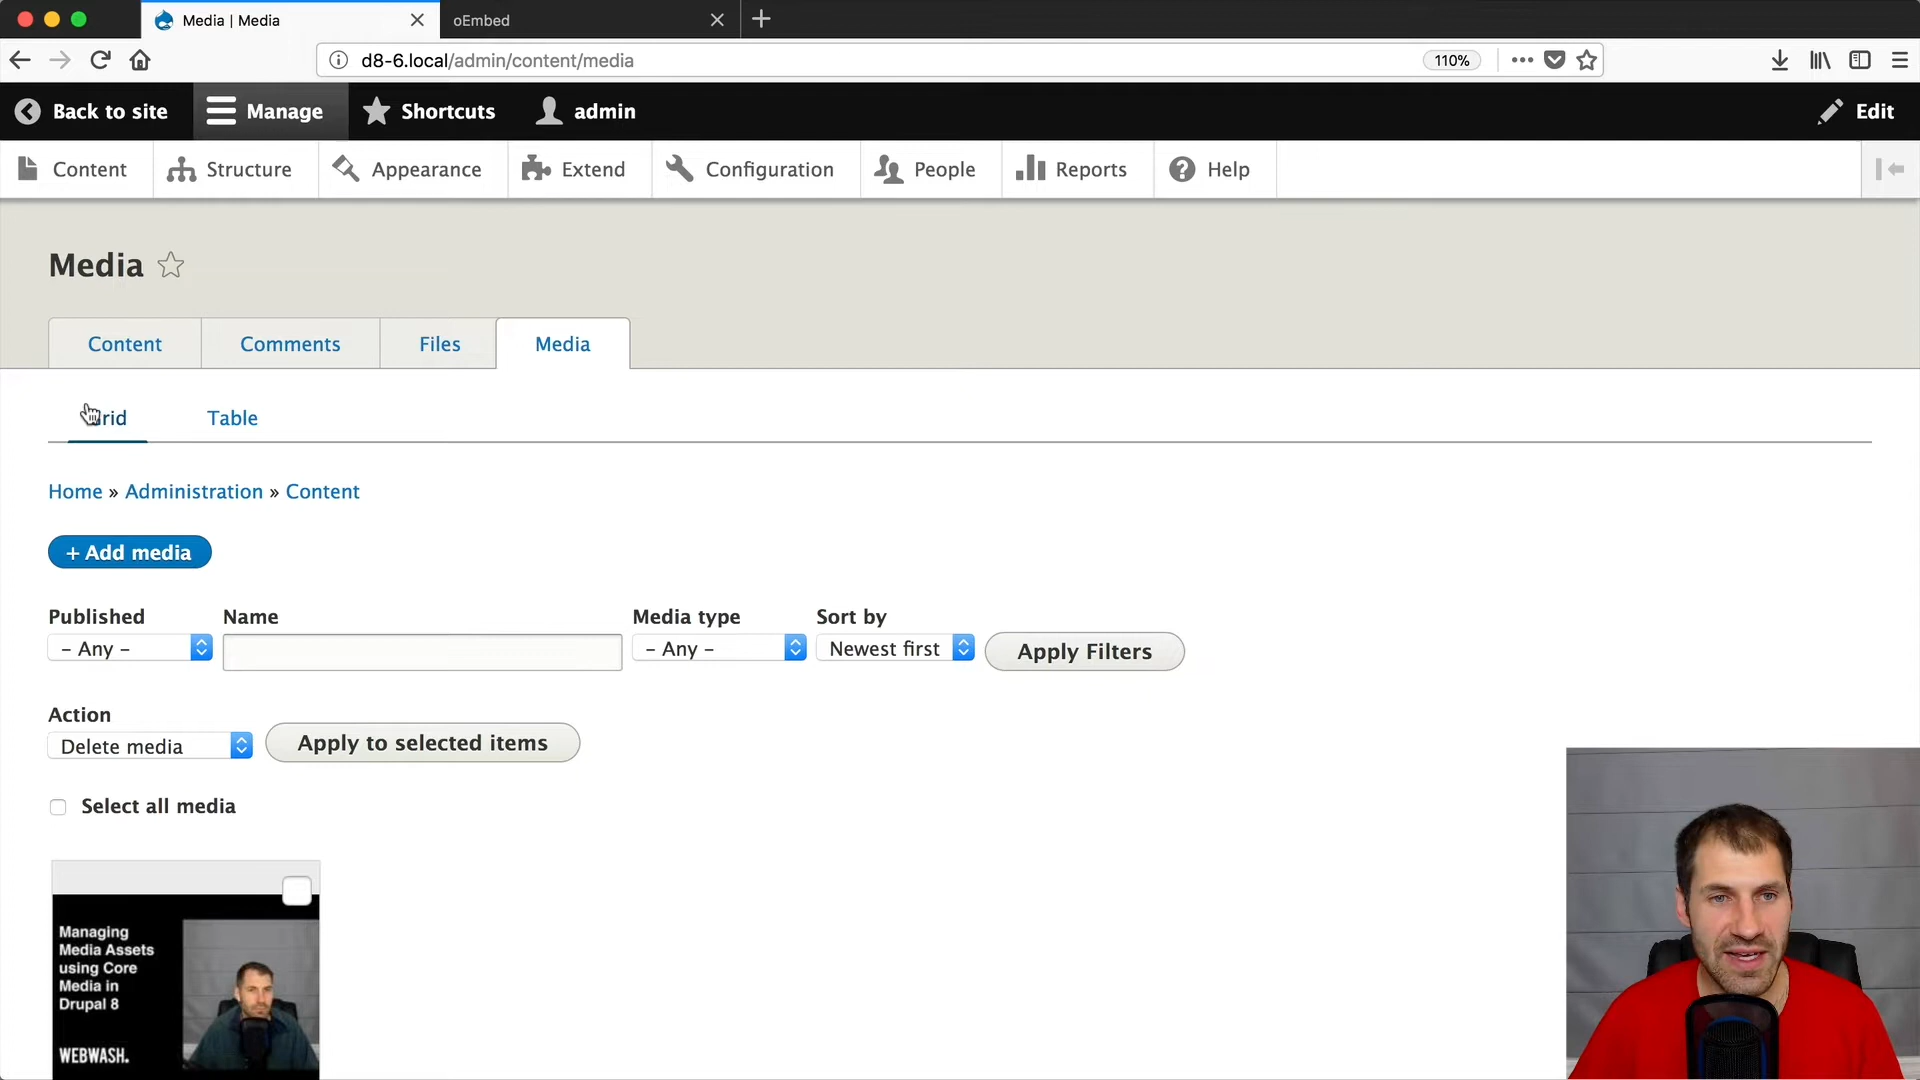 Media | Media
oEmbed
d8-6.local/admin/content/media
110%
Back to site
Manage
Shortcuts
admin
Edit
Content
Structure
Appearance
Extend
Configuration
People
Reports
Help
Media
Content
Comments
Files
Media
Grid
Table
Home » Administration » Content
+ Add media
Published
Name
Media type
Sort by
- Any -
- Any -
Newest first
Apply Filters
Action
Delete media
Apply to selected items
Select all media
Managing
Media Assets
using Core
Media in
Drupal 8
WEBWASH.